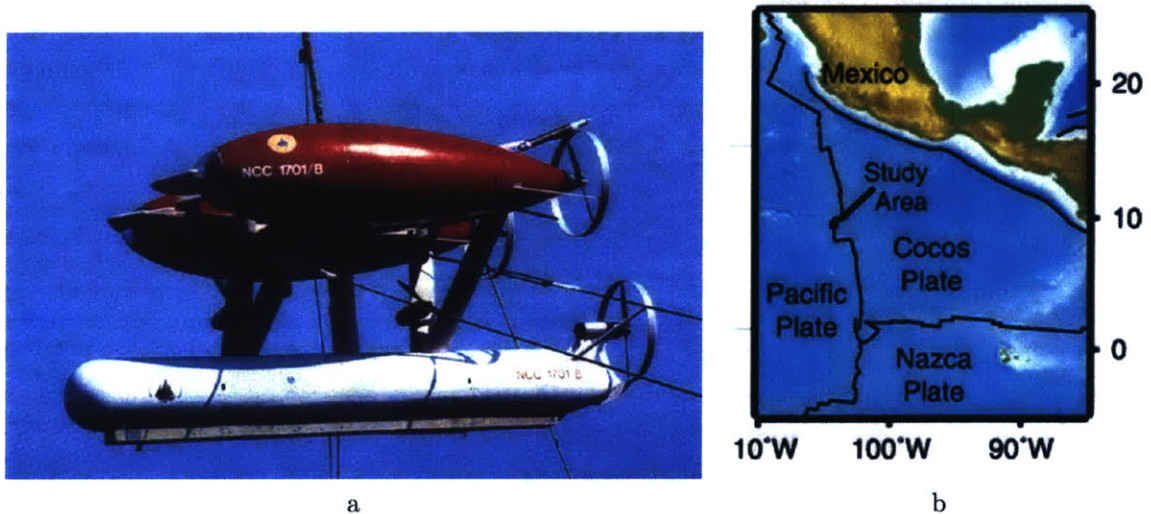 NCC 1701/B
NCC 1701 B
a
Mexico
Study
Area
Cocos
Plate
Pacific
Plate
Nazca
Plate
20
10
0
10°W
100°W
90°W
b